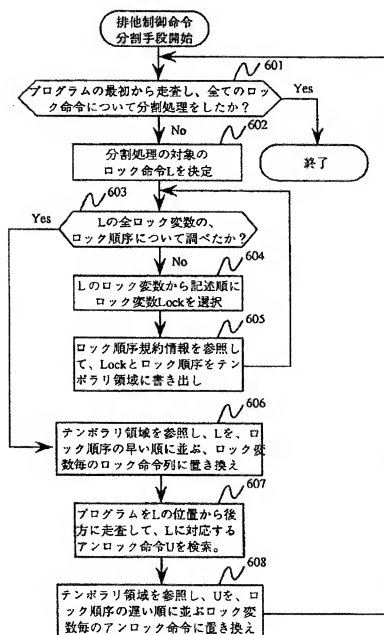 排他制御命令
分割手段開始
601
プログラムの最初から走査し、全てのロッ
ク命令について分割処理をしたか?
Yes
No
602
分割処理の対象の
ロック命令Lを決定
終了
603
Yes
Lの全ロック変数の、
ロック順序について調べたか?
No
604
Lのロック変数から記述順に
ロック変数Lockを選択
605
ロック順序規約情報を参照し
て、Lockとロック順序をテン
ポラリ領域に書き出し
606
テンポラリ領域を参照し、Lを、ロッ
ク順序の早い順に並ぶ、ロック変
数毎のロック命令列に置き換え
607
プログラムをLの位置から後
方に走査して、Lに対応する
アンロック命令Uを検索。
608
テンポラリ領域を参照し、Uを、
ロック順序の遅い順に並ぶロック変
数毎のアンロック命令に置き換え